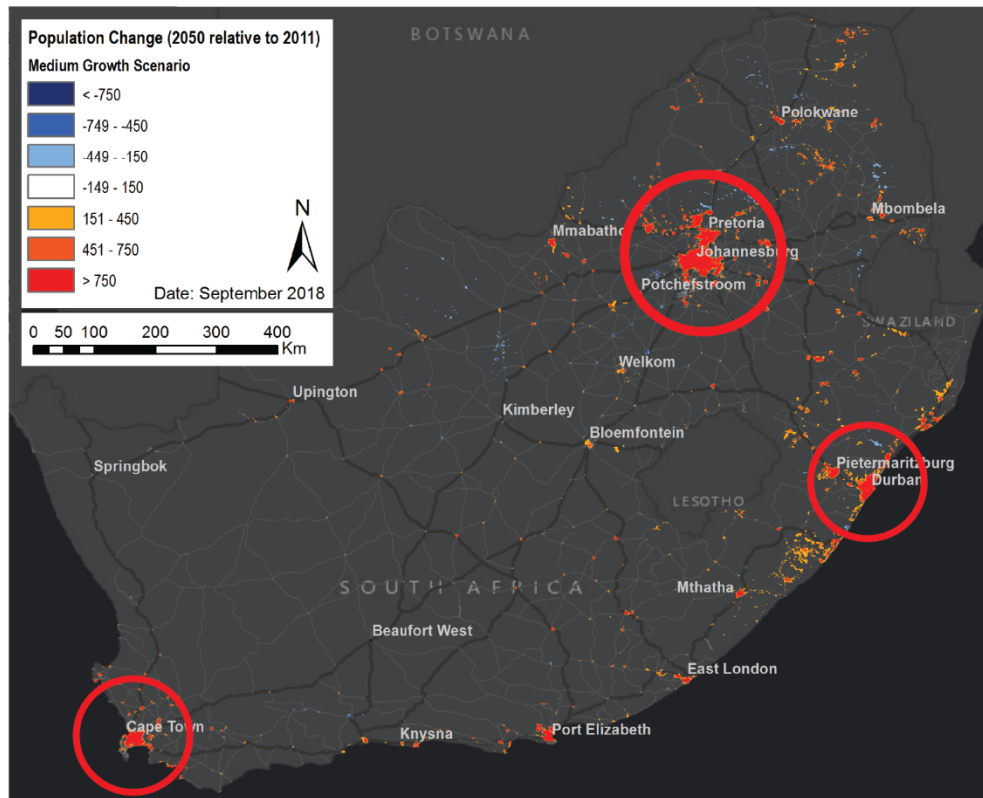 Population Change (2050 relative to 2011)
Medium Growth Scenario
< -750
-749 - -450
-449 - -150
-149 - 150
151 - 450
451 - 750
> 750
N
Date: September 2018
0 50 100 200 300 400
Km
BOTSWANA
Polokwane
Mbombela
Mmabatho
Pretoria
Johannesburg
Potchefstroom
SWAZILAND
Welkom
Upington
Kimberley
Bloemfontein
Springbok
Pietermaritzburg
Durban
LESOTHO
SOUTH AFRICA
Mthatha
Beaufort West
East London
Cape Town
Knysna
Port Elizabeth